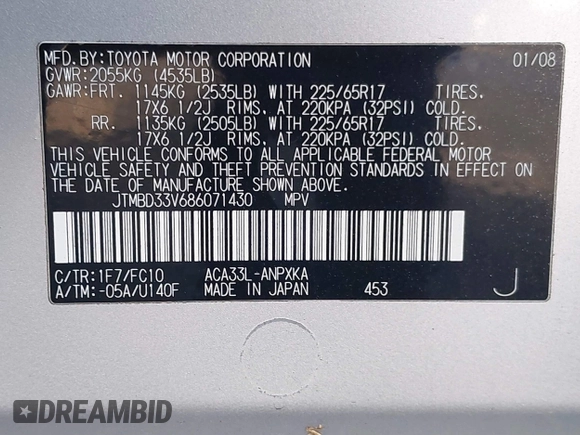 MFD.BY:TOYOTA MOTOR CORPORATION 01/08
GVWR:2055KG (4535LB)
GAWR:FRT. 1145KG (2535LB) WITH 225/65R17 TIRES,
17X6 1/2J RIMS, AT 220KPA (32PSI) COLD.
RR. 1135KG (2505LB) WITH 225/65R17 TIRES,
17X6 1/2J RIMS, AT 220KPA (32PSI) COLD.
THIS VEHICLE CONFORMS TO ALL APPLICABLE FEDERAL MOTOR
VEHICLE SAFETY AND THEFT PREVENTION STANDARDS IN EFFECT ON
THE DATE OF MANUFACTURE SHOWN ABOVE.
JTMBD33V686071430 MPV
C/TR:1F7/FC10 ACA33L-ANPXKA
A/TM:-05A/U140F MADE IN JAPAN 453 J
DREAMBID